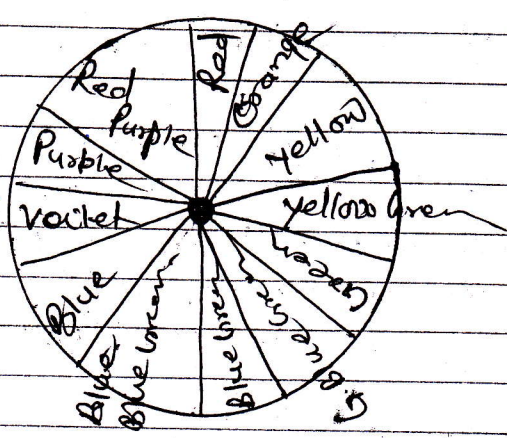 Red
Orange
Yellow
Yellow Green
Green
G. Blue Green
Blue Green
Blue Blue Green
Blue
Voilet
Purple
Red
Purple